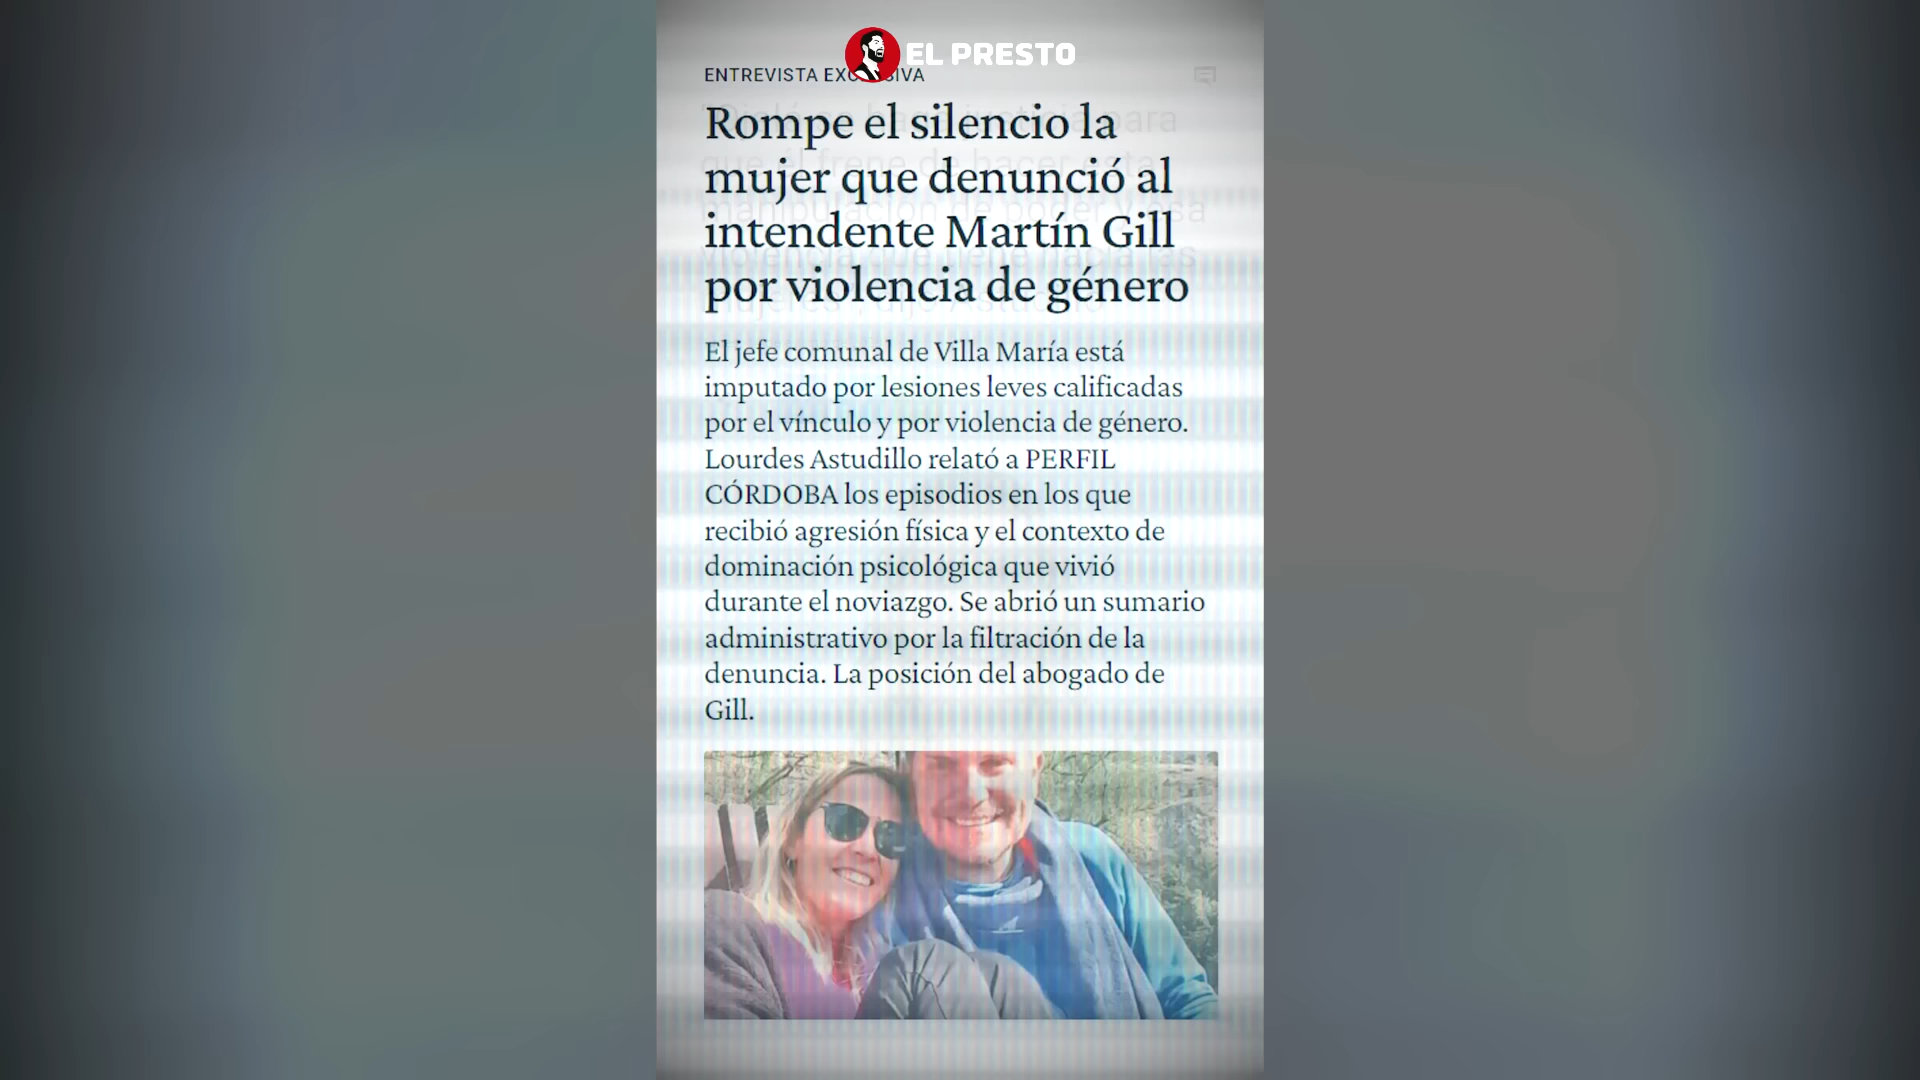 EL PRESTO
ENTREVISTA EXCLUSIVA
Rompe el silencio la
mujer que denunció al
intendente Martín Gill
por violencia de género
El jefe comunal de Villa María está
imputado por lesiones leves calificadas
por el vínculo y por violencia de género.
Lourdes Astudillo relató a PERFIL
CÓRDOBA los episodios en los que
recibió agresión física y el contexto de
dominación psicológica que vivió
durante el noviazgo. Se abrió un sumario
administrativo por la filtración de la
denuncia. La posición del abogado de
Gill.